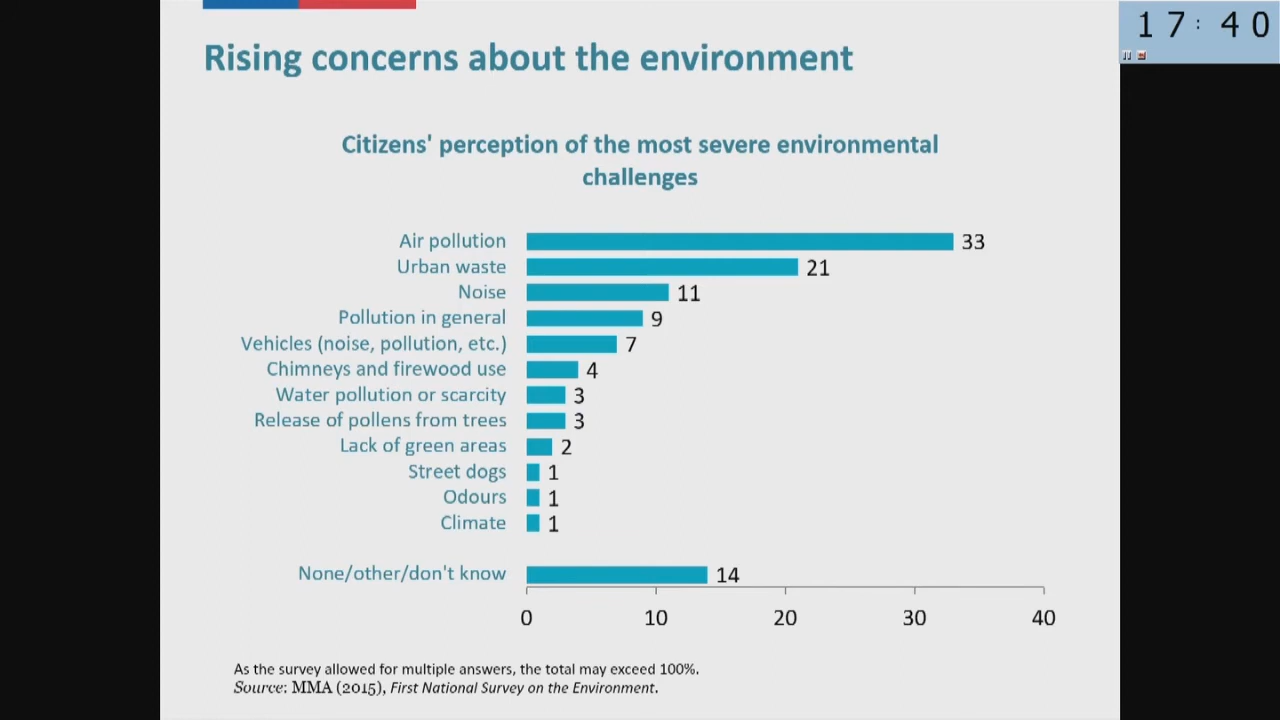 17:40
Rising concerns about the environment
Citizens' perception of the most severe environmental
challenges
Air pollution 33
Urban waste 21
Noise 11
Pollution in general 9
Vehicles (noise, pollution, etc.) 7
Chimneys and firewood use 4
Water pollution or scarcity 3
Release of pollens from trees 3
Lack of green areas 2
Street dogs 1
Odours 1
Climate 1
None/other/don't know 14
0 10 20 30 40
As the survey allowed for multiple answers, the total may exceed 100%.
Source: MMA (2015), First National Survey on the Environment.